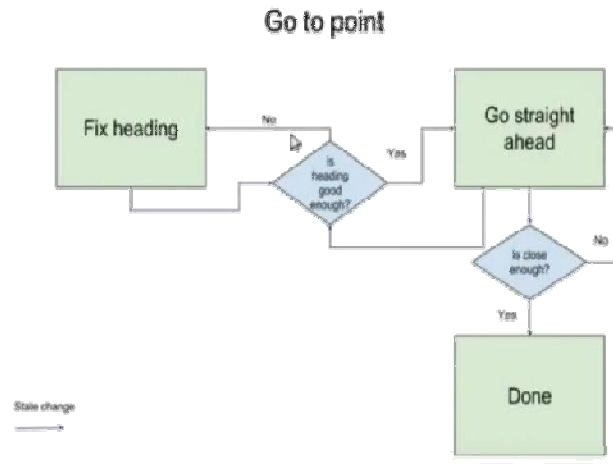 Go to point
Fix heading
No
Is
heading
good
enough?
Yes
Go straight
ahead
Is close
enough?
No
Yes
Done
State change